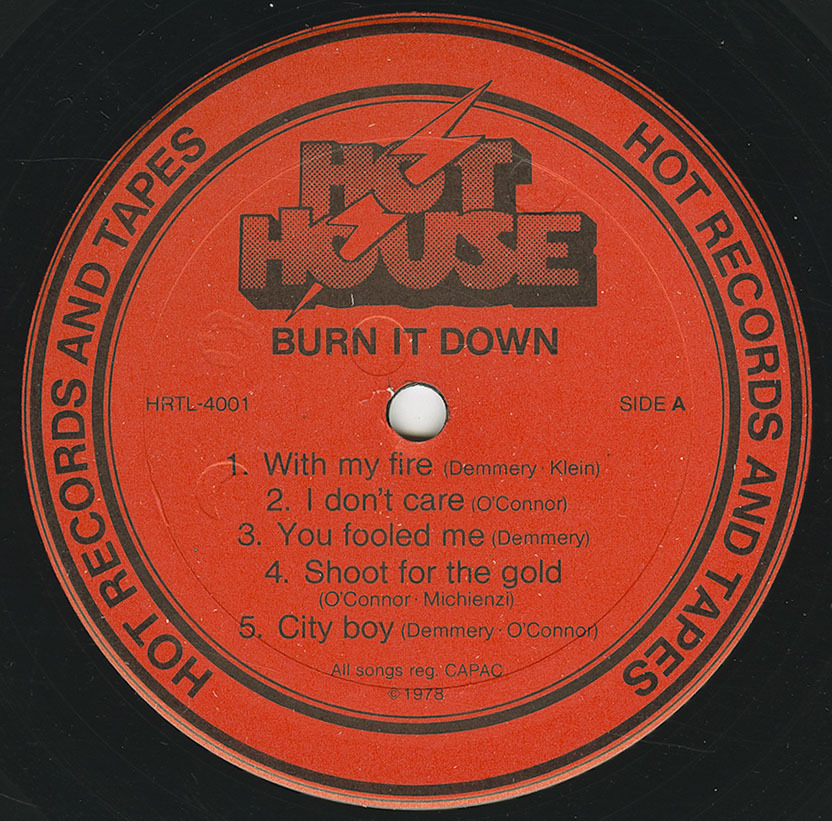 HOT RECORDS AND TAPES
HOT RECORDS AND TAPES
HOT
HOUSE
BURN IT DOWN
HRTL-4001
SIDE A
1. With my fire (Demmery · Klein)
2. I don't care (O'Connor)
3. You fooled me (Demmery)
4. Shoot for the gold
(O'Connor · Michienzi)
5. City boy (Demmery · O'Connor)
All songs reg. CAPAC
© 1978